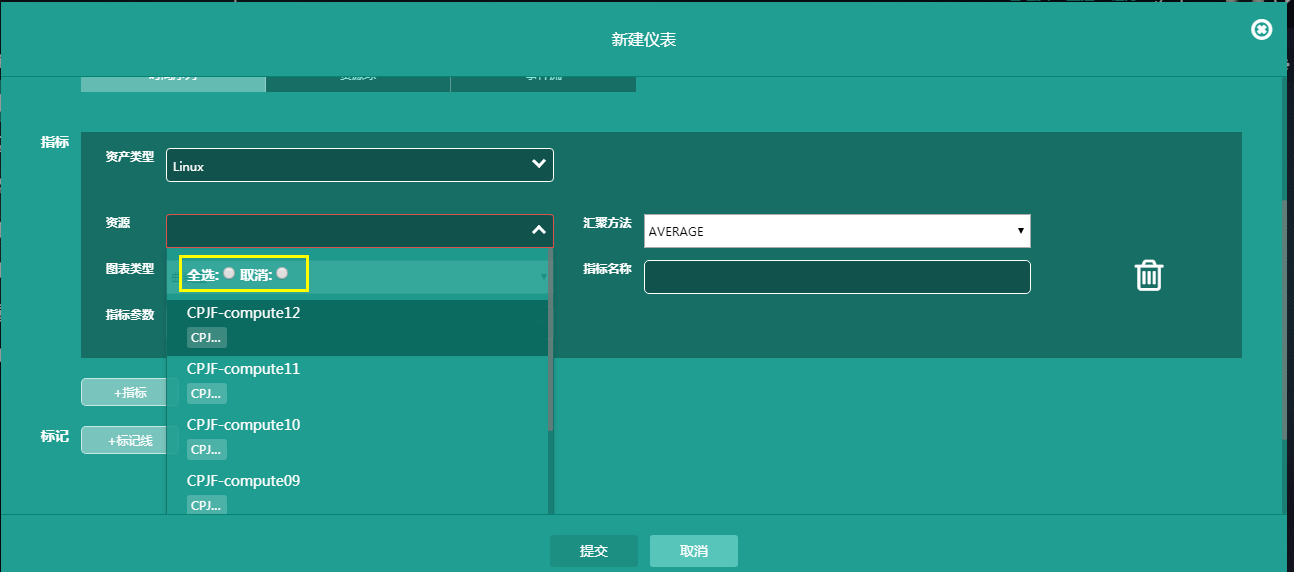 新建仪表
指标
资产类型
Linux
资源
汇聚方法
AVERAGE
图表类型
全选: 取消:
指标名称
指标参数
CPJF-compute12
CPJ...
CPJF-compute11
CPJ...
+指标
CPJF-compute10
CPJ...
标记
+标记线
CPJF-compute09
CPJ...
提交
取消